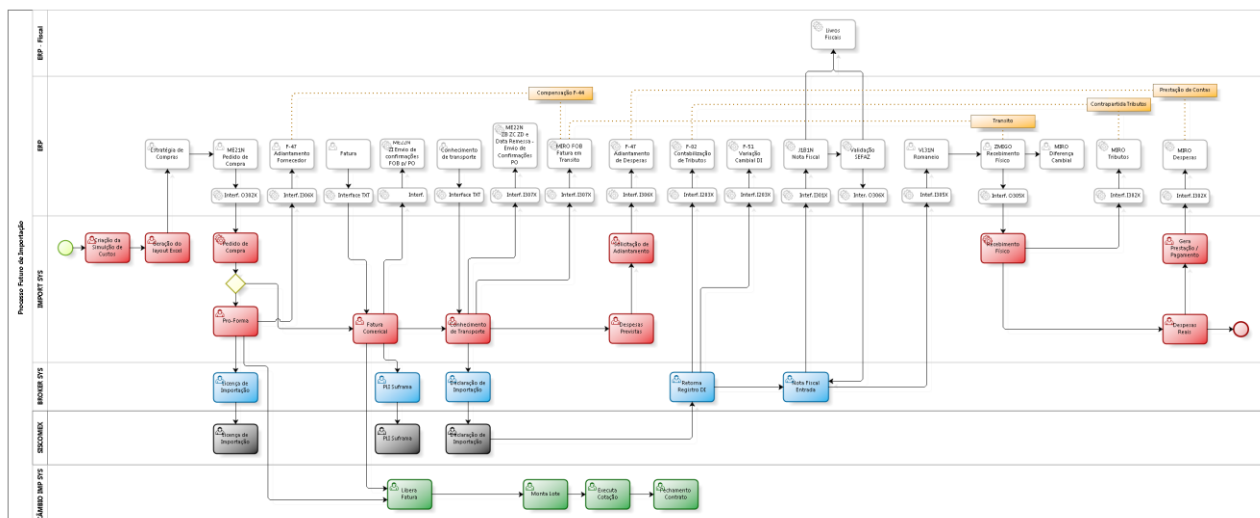 Processo Futuro de Importação
ERP - Fiscal
Livros
Fiscais
ERP
Compensação F-44
Prestação de Contas
Contrapartida Tributos
Transito
Estratégia de
Compras
ME21N
Pedido de
Compra
F-47
Adiantamento
Fornecedor
Fatura
Envio de
confirmações
FOB p/ PO
Conhecimento
de transporte
ME22N
ZB ZC ZD e
Data Remessa -
Envio de
Confirmações
PO
MIRO FOB
Fatura em
Transito
F-47
Adiantamento
de Despesas
F-02
Contabilização
de Tributos
F-51
Variação
Cambial DI
J1B1N
Nota Fiscal
Validação
SEFAZ
VL31N
Romaneio
ZMIGO
Recebimento
Físico
MIRO
Diferença
Cambial
MIRO
Tributos
MIRO
Despesas
Interf. O302X
Interf. I306X
Interface TXT
Interf.
Interface TXT
Interf. I307X
Interf. I307X
Interf. I306X
Interf. I203X
Interf. I203X
Interf. I301X
Inter. O306X
Interf. I305X
Interf. O305X
Interf. I302X
Interf. I302X
IMPORT SYS
Criação da
Simulção de
Custos
Geração do
layout Excel
Pedido de
Compra
Solicitação de
Adiantamento
Recebimento
Físico
Gera
Prestação /
Pagamento
Pro-Forma
Fatura
Comercial
Conhecimento
de Transporte
Despesas
Previstas
Despesas
Reais
BROKER SYS
Licença de
Importação
PLI Suframa
Declaração de
Importação
Retorna
Registro DI
Nota Fiscal
Entrada
SISCOMEX
Licença de
Importação
PLI Suframa
Declaração de
Importação
CÂMBIO IMP SYS
Libera
Fatura
Monta Lote
Executa
Cotação
Fechamento
Contrato